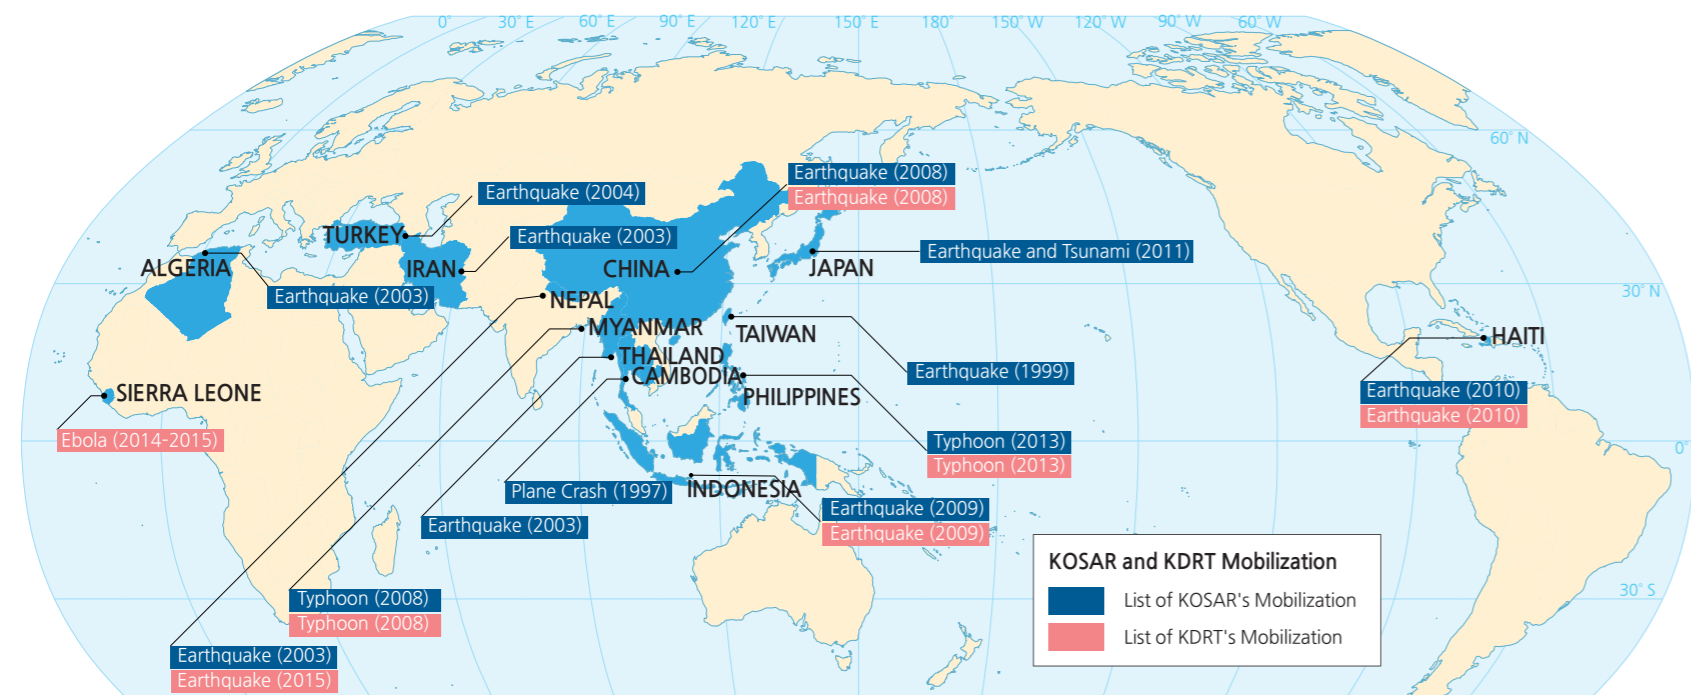 0° 30° E 60° E 90° E 120° E 150° E 180° 150° W 120° W 90° W 60° W
60° N
Earthquake (2008)
Earthquake (2008)
Earthquake (2004)
TURKEY
Earthquake (2003)
Earthquake and Tsunami (2011)
ALGERIA
IRAN
CHINA
JAPAN
Earthquake (2003)
30° N
NEPAL
MYANMAR
TAIWAN
HAITI
THAILAND
CAMBODIA
Earthquake (1999)
SIERRA LEONE
PHILIPPINES
Earthquake (2010)
Earthquake (2010)
Ebola (2014-2015)
Typhoon (2013)
Typhoon (2013)
0°
Plane Crash (1997)
INDONESIA
Earthquake (2003)
Earthquake (2009)
Earthquake (2009)
KOSAR and KDRT Mobilization
List of KOSAR's Mobilization
List of KDRT's Mobilization
30° S
Typhoon (2008)
Typhoon (2008)
Earthquake (2003)
Earthquake (2015)